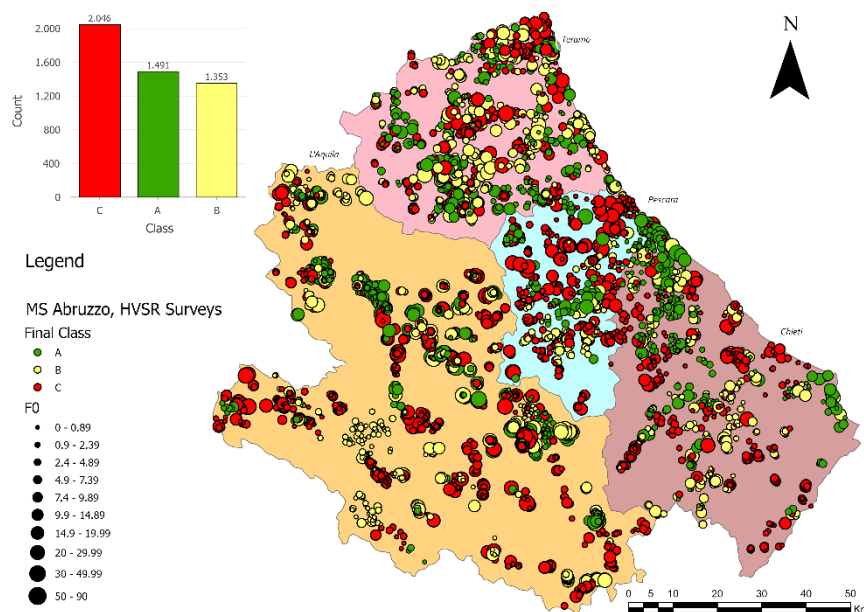 2.046
2.000
1.600
1.491
1.353
1.200
800
400
0
Count
C A B
Class
N
Teramo
L'Aquila
Pescara
Chieti
Legend
MS Abruzzo, HVSR Surveys
Final Class
A
B
C
F0
0 - 0.89
0.9 - 2.39
2.4 - 4.89
4.9 - 7.39
7.4 - 9.89
9.9 - 14.89
14.9 - 19.99
20 - 29.99
30 - 49.99
50 - 90
0 5 10 20 30 40 50